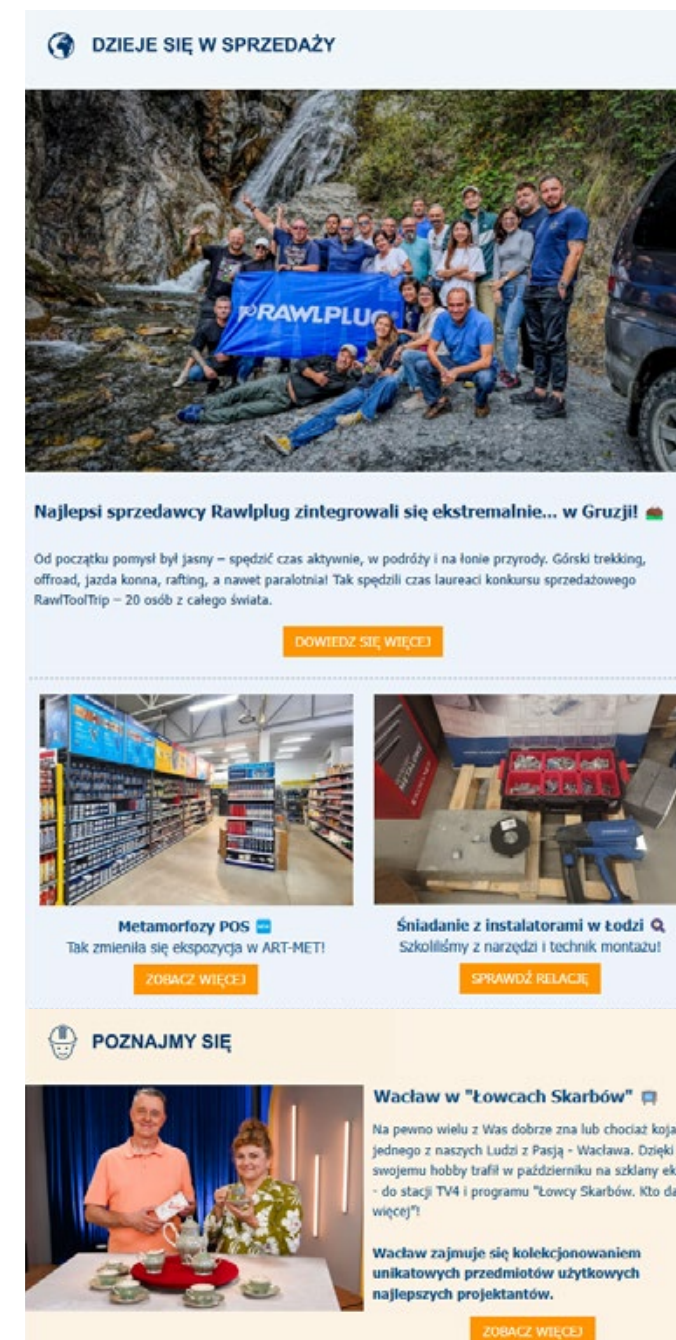 DZIEJE SIĘ W SPRZEDAŻY
RAWLPLUG
Najlepsi sprzedawcy Rawlplug zintegrowali się ekstremalnie... w Gruzji!
Od początku pomysł był jasny – spędzić czas aktywnie, w podróży i na łonie przyrody. Górski trekking,
offroad, jazda konna, rafting, a nawet paralotnia! Tak spędzili czas laureaci konkursu sprzedażowego
RawlToolTrip – 20 osób z całego świata.
DOWIEDZ SIĘ WIĘCEJ
Metamorfozy POS
Tak zmieniła się ekspozycja w ART-MET!
ZOBACZ WIĘCEJ
Śniadanie z instalatorami w Łodzi
Szkoliliśmy z narzędzi i technik montażu!
SPRAWDŹ RELACJĘ
POZNAJMY SIĘ
Wacław w "Łowcach Skarbów"
Na pewno wielu z Was dobrze zna lub chociaż koja
jednego z naszych Ludzi z Pasją - Wacława. Dzięki
swojemu hobby trafił w październiku na szklany ek
- do stacji TV4 i programu "Łowcy Skarbów. Kto da
więcej"!
Wacław zajmuje się kolekcjonowaniem
unikatowych przedmiotów użytkowych
najlepszych projektantów.
ZOBACZ WIĘCEJ